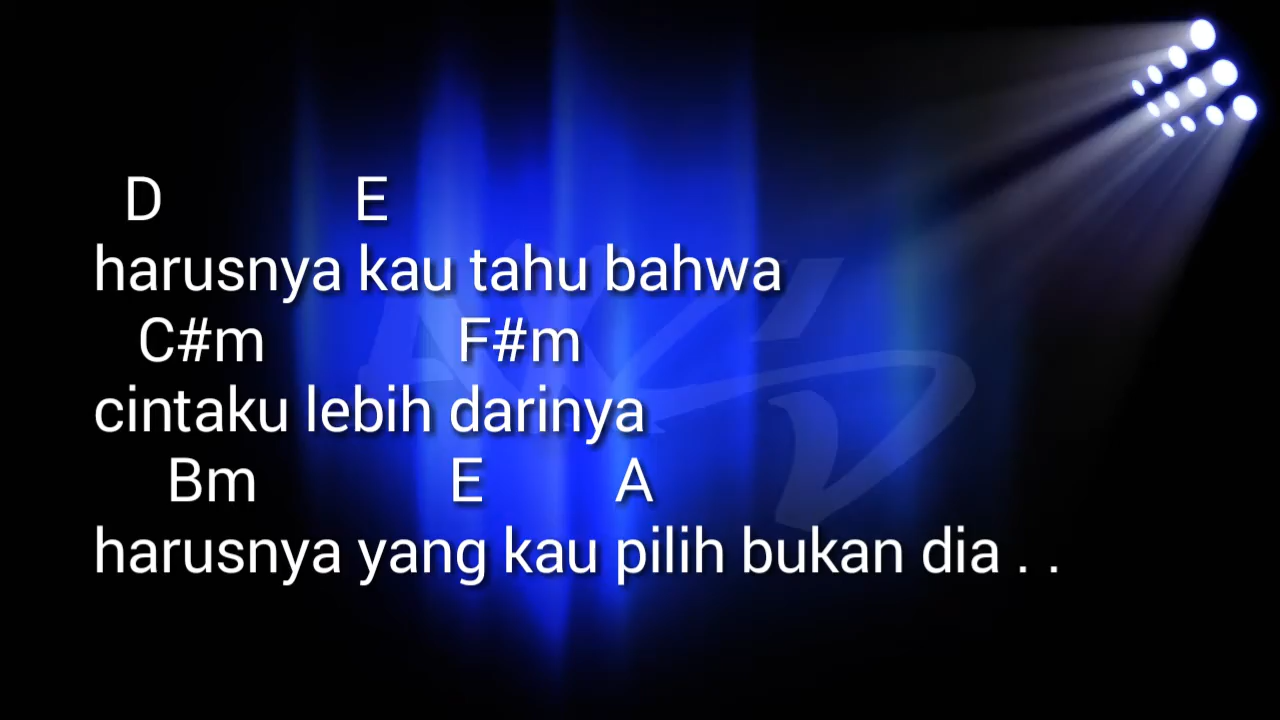 D E
harusnya kau tahu bahwa
C#m F#m
cintaku lebih darinya
Bm E A
harusnya yang kau pilih bukan dia . .